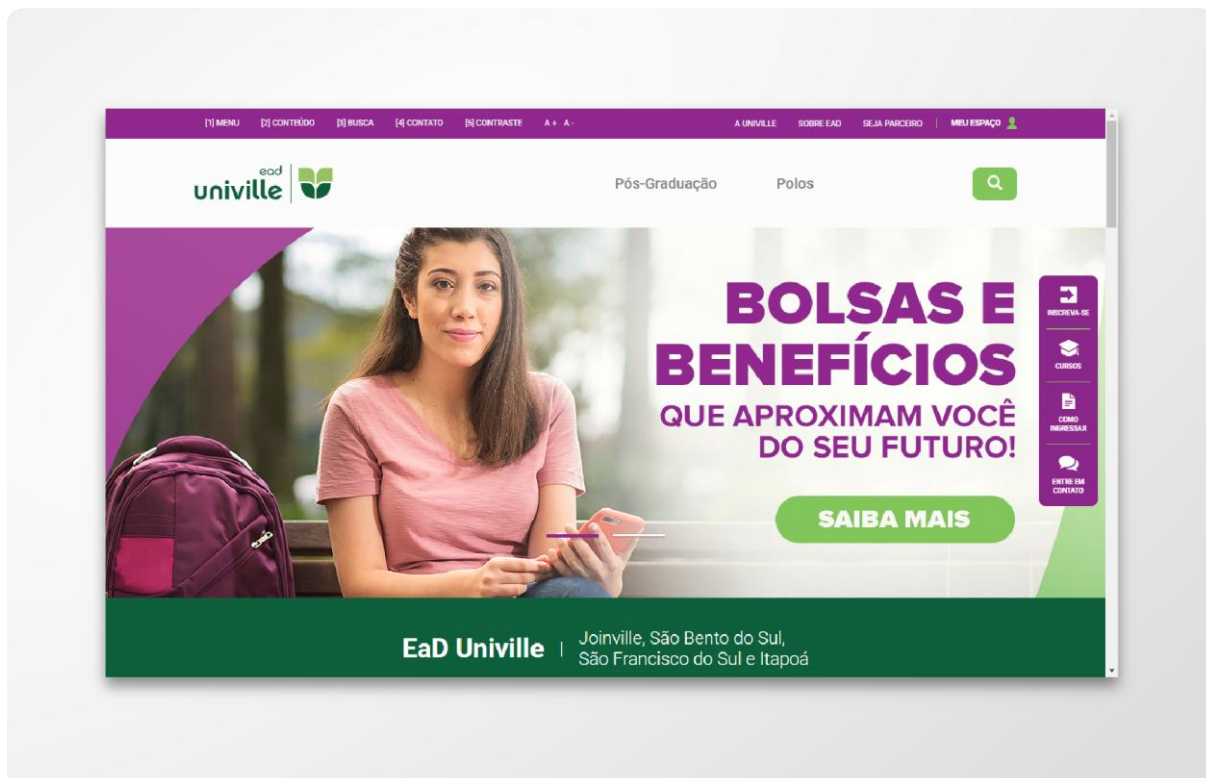 [1] MENU [2] CONTEÚDO [3] BUSCA [4] CONTATO [5] CONTRASTE A+ A- A UNIVILLE SOBRE EAD SEJA PARCEIRO | MEU ESPAÇO
ead
univille
Pós-Graduação Polos
BOLSAS E
BENEFÍCIOS
QUE APROXIMAM VOCÊ
DO SEU FUTURO!
SAIBA MAIS
INSCREVA-SE
CURSOS
COMO
INGRESSAR
ENTRE EM
CONTATO
EaD Univille | Joinville, São Bento do Sul,
São Francisco do Sul e Itapoá